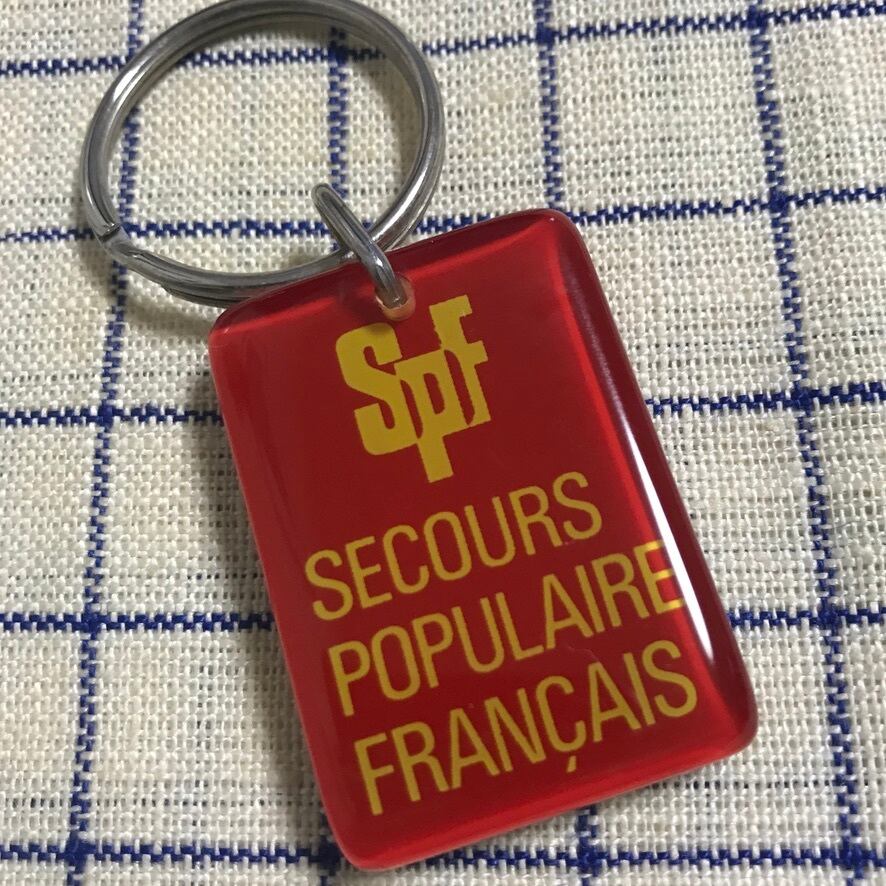 Spf
SECOURS
POPULAIRE
FRANÇAIS